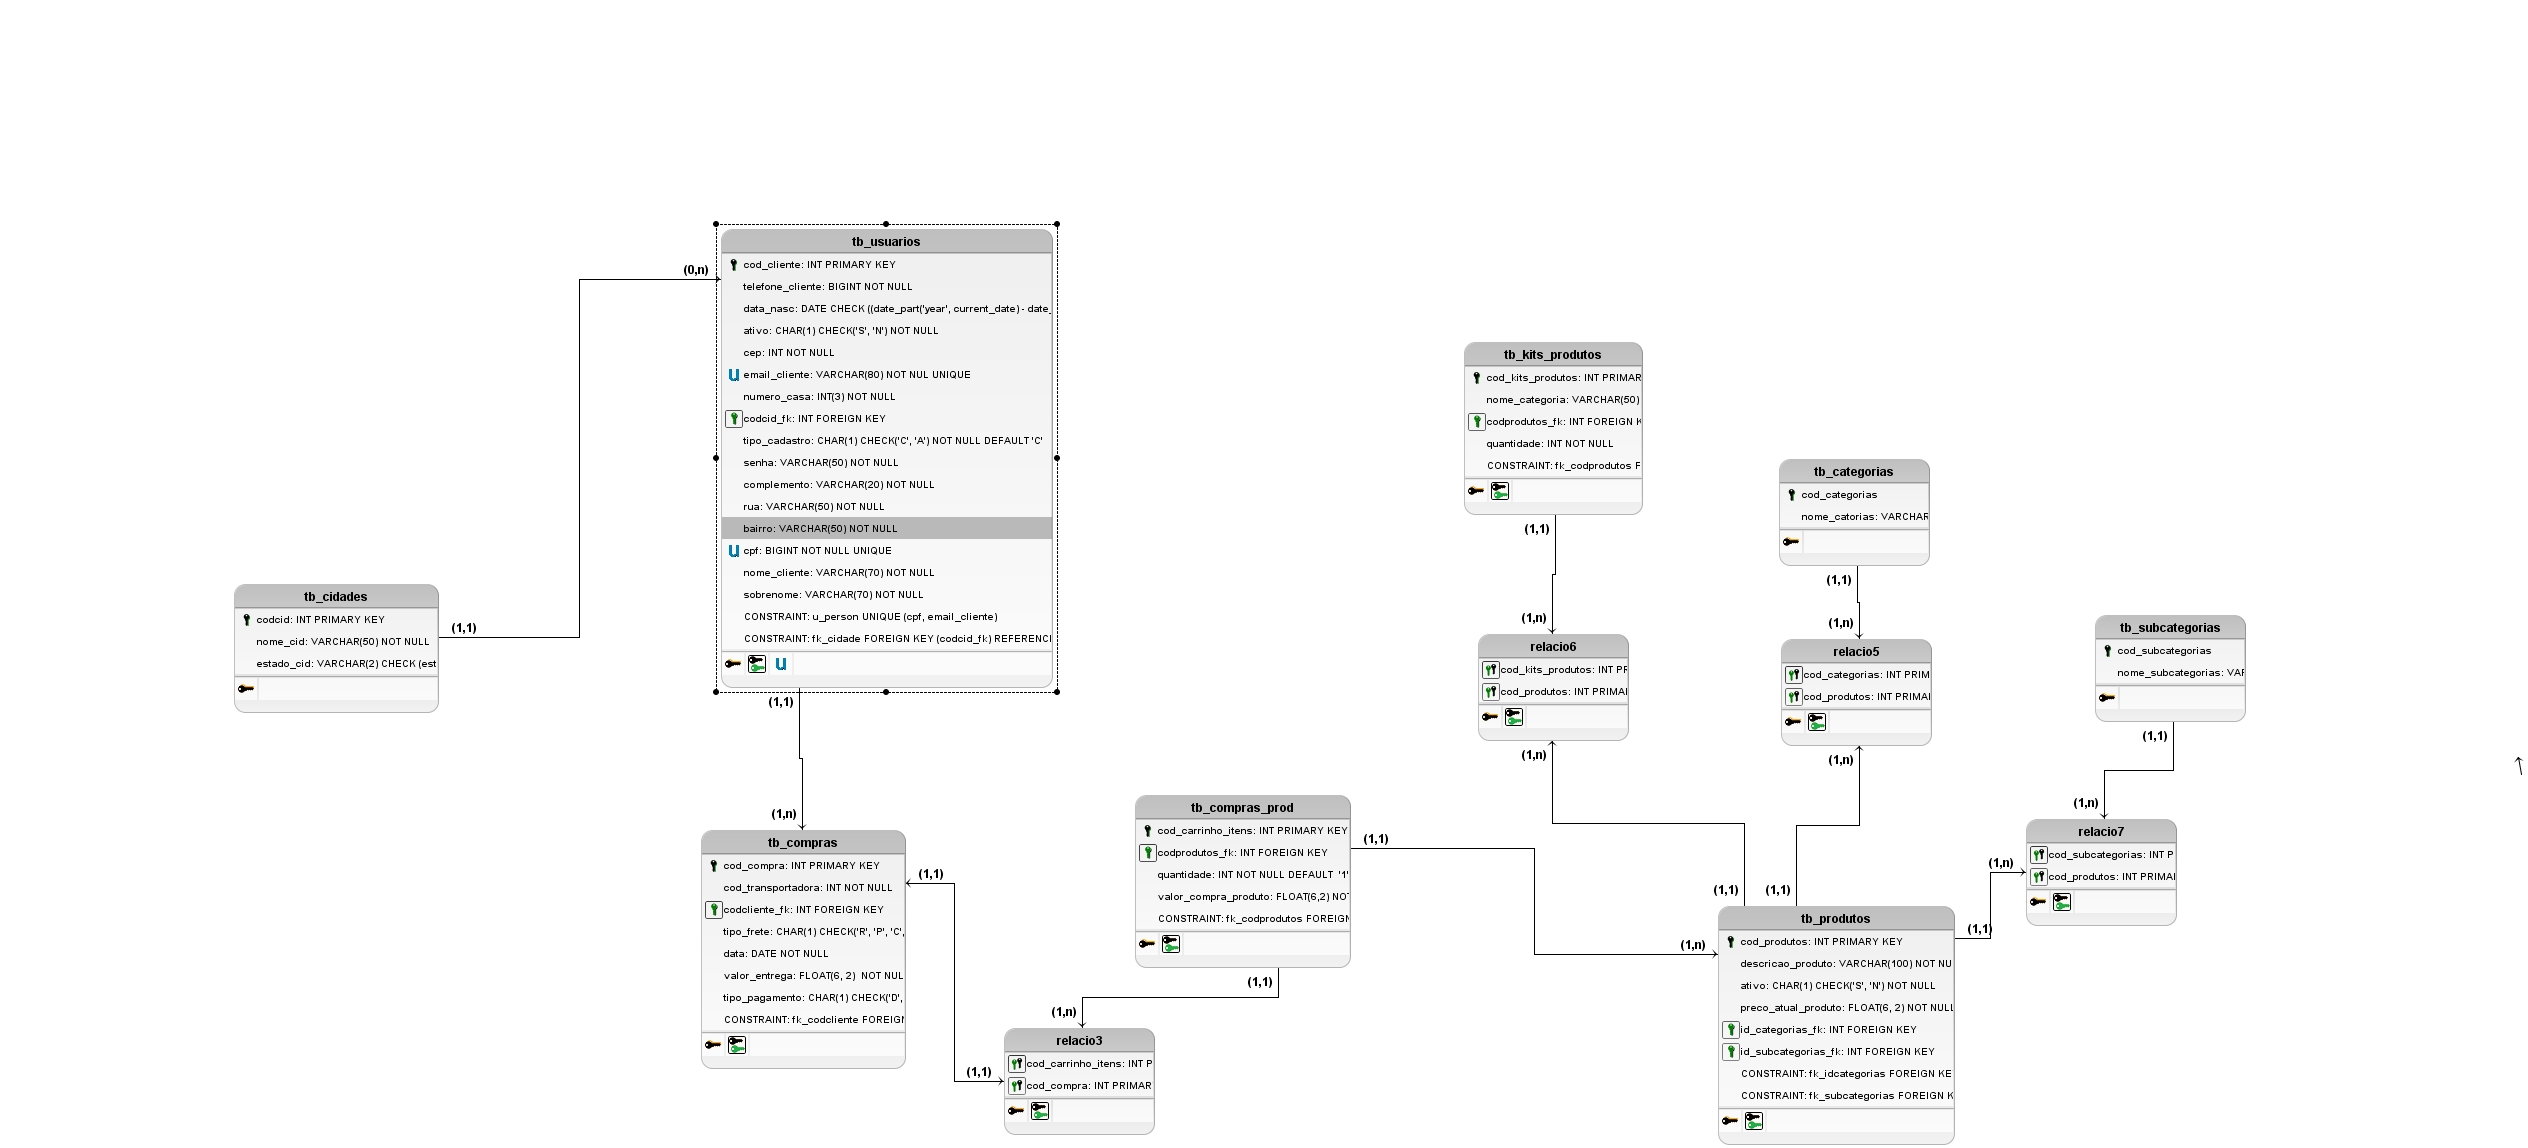 tb_usuarios
cod_cliente: INT PRIMARY KEY
telefone_cliente: BIGINT NOT NULL
data_nasc: DATE CHECK ((date_part('year', current_date) - date_
ativo: CHAR(1) CHECK('S', 'N') NOT NULL
cep: INT NOT NULL
u email_cliente: VARCHAR(80) NOT NUL UNIQUE
numero_casa: INT(3) NOT NULL
codcid_fk: INT FOREIGN KEY
tipo_cadastro: CHAR(1) CHECK('C', 'A') NOT NULL DEFAULT 'C'
senha: VARCHAR(50) NOT NULL
complemento: VARCHAR(20) NOT NULL
rua: VARCHAR(50) NOT NULL
bairro: VARCHAR(50) NOT NULL
u cpf: BIGINT NOT NULL UNIQUE
nome_cliente: VARCHAR(70) NOT NULL
sobrenome: VARCHAR(70) NOT NULL
CONSTRAINT: u_person UNIQUE (cpf, email_cliente)
CONSTRAINT: fk_cidade FOREIGN KEY (codcid_fk) REFERENCI
u
(0,n)
(1,1)
tb_cidades
codcid: INT PRIMARY KEY
nome_cid: VARCHAR(50) NOT NULL
estado_cid: VARCHAR(2) CHECK (est
(1,1)
(1,n)
tb_compras
cod_compra: INT PRIMARY KEY
cod_transportadora: INT NOT NULL
codcliente_fk: INT FOREIGN KEY
tipo_frete: CHAR(1) CHECK('R', 'P', 'C',
data: DATE NOT NULL
valor_entrega: FLOAT(6, 2) NOT NUL
tipo_pagamento: CHAR(1) CHECK('D',
CONSTRAINT: fk_codcliente FOREIGN
(1,1)
(1,1)
tb_compras_prod
cod_carrinho_itens: INT PRIMARY KEY
codprodutos_fk: INT FOREIGN KEY
quantidade: INT NOT NULL DEFAULT '1'
valor_compra_produto: FLOAT(6,2) NOT
CONSTRAINT: fk_codprodutos FOREIGN
(1,1)
(1,n)
relacio3
cod_carrinho_itens: INT P
cod_compra: INT PRIMAR
(1,1)
(1,n)
tb_kits_produtos
cod_kits_produtos: INT PRIMAR
nome_categoria: VARCHAR(50)
codprodutos_fk: INT FOREIGN K
quantidade: INT NOT NULL
CONSTRAINT: fk_codprodutos F
(1,1)
(1,n)
relacio6
cod_kits_produtos: INT PR
cod_produtos: INT PRIMAI
(1,n)
(1,1)
tb_categorias
cod_categorias
nome_catorias: VARCHAR
(1,1)
(1,n)
relacio5
cod_categorias: INT PRIM
cod_produtos: INT PRIMAI
(1,n)
(1,1)
tb_subcategorias
cod_subcategorias
nome_subcategorias: VAR
(1,1)
(1,n)
relacio7
cod_subcategorias: INT P
cod_produtos: INT PRIMAI
(1,n)
(1,1)
tb_produtos
cod_produtos: INT PRIMARY KEY
descricao_produto: VARCHAR(100) NOT NU
ativo: CHAR(1) CHECK('S', 'N') NOT NULL
preco_atual_produto: FLOAT(6, 2) NOT NULL
id_categorias_fk: INT FOREIGN KEY
id_subcategorias_fk: INT FOREIGN KEY
CONSTRAINT: fk_idcategorias FOREIGN KE
CONSTRAINT: fk_subcategorias FOREIGN K